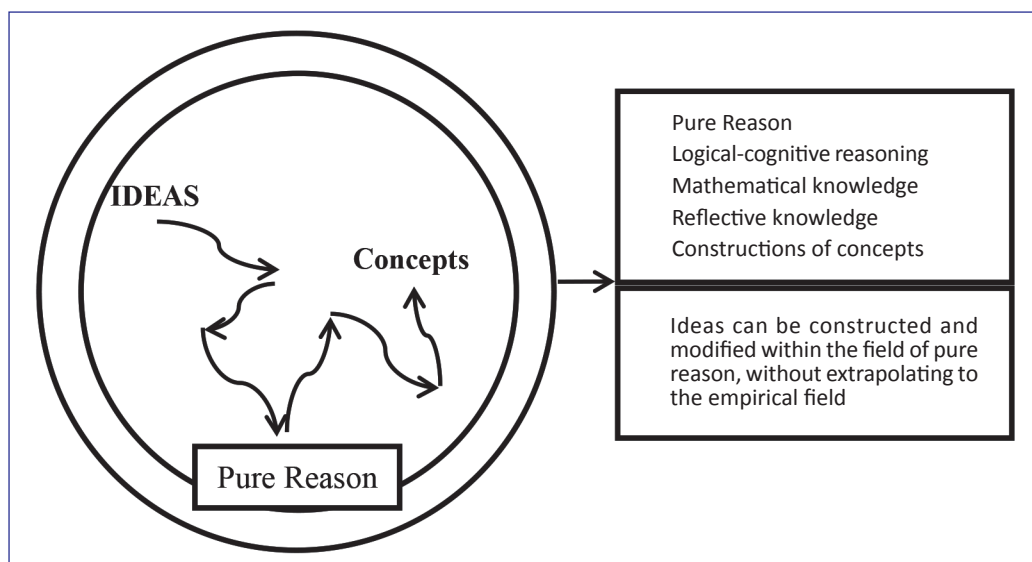 IDEAS
Concepts
Pure Reason
Pure Reason
Logical-cognitive reasoning
Mathematical knowledge
Reflective knowledge
Constructions of concepts
Ideas can be constructed and
modified within the field of pure
reason, without extrapolating to
the empirical field